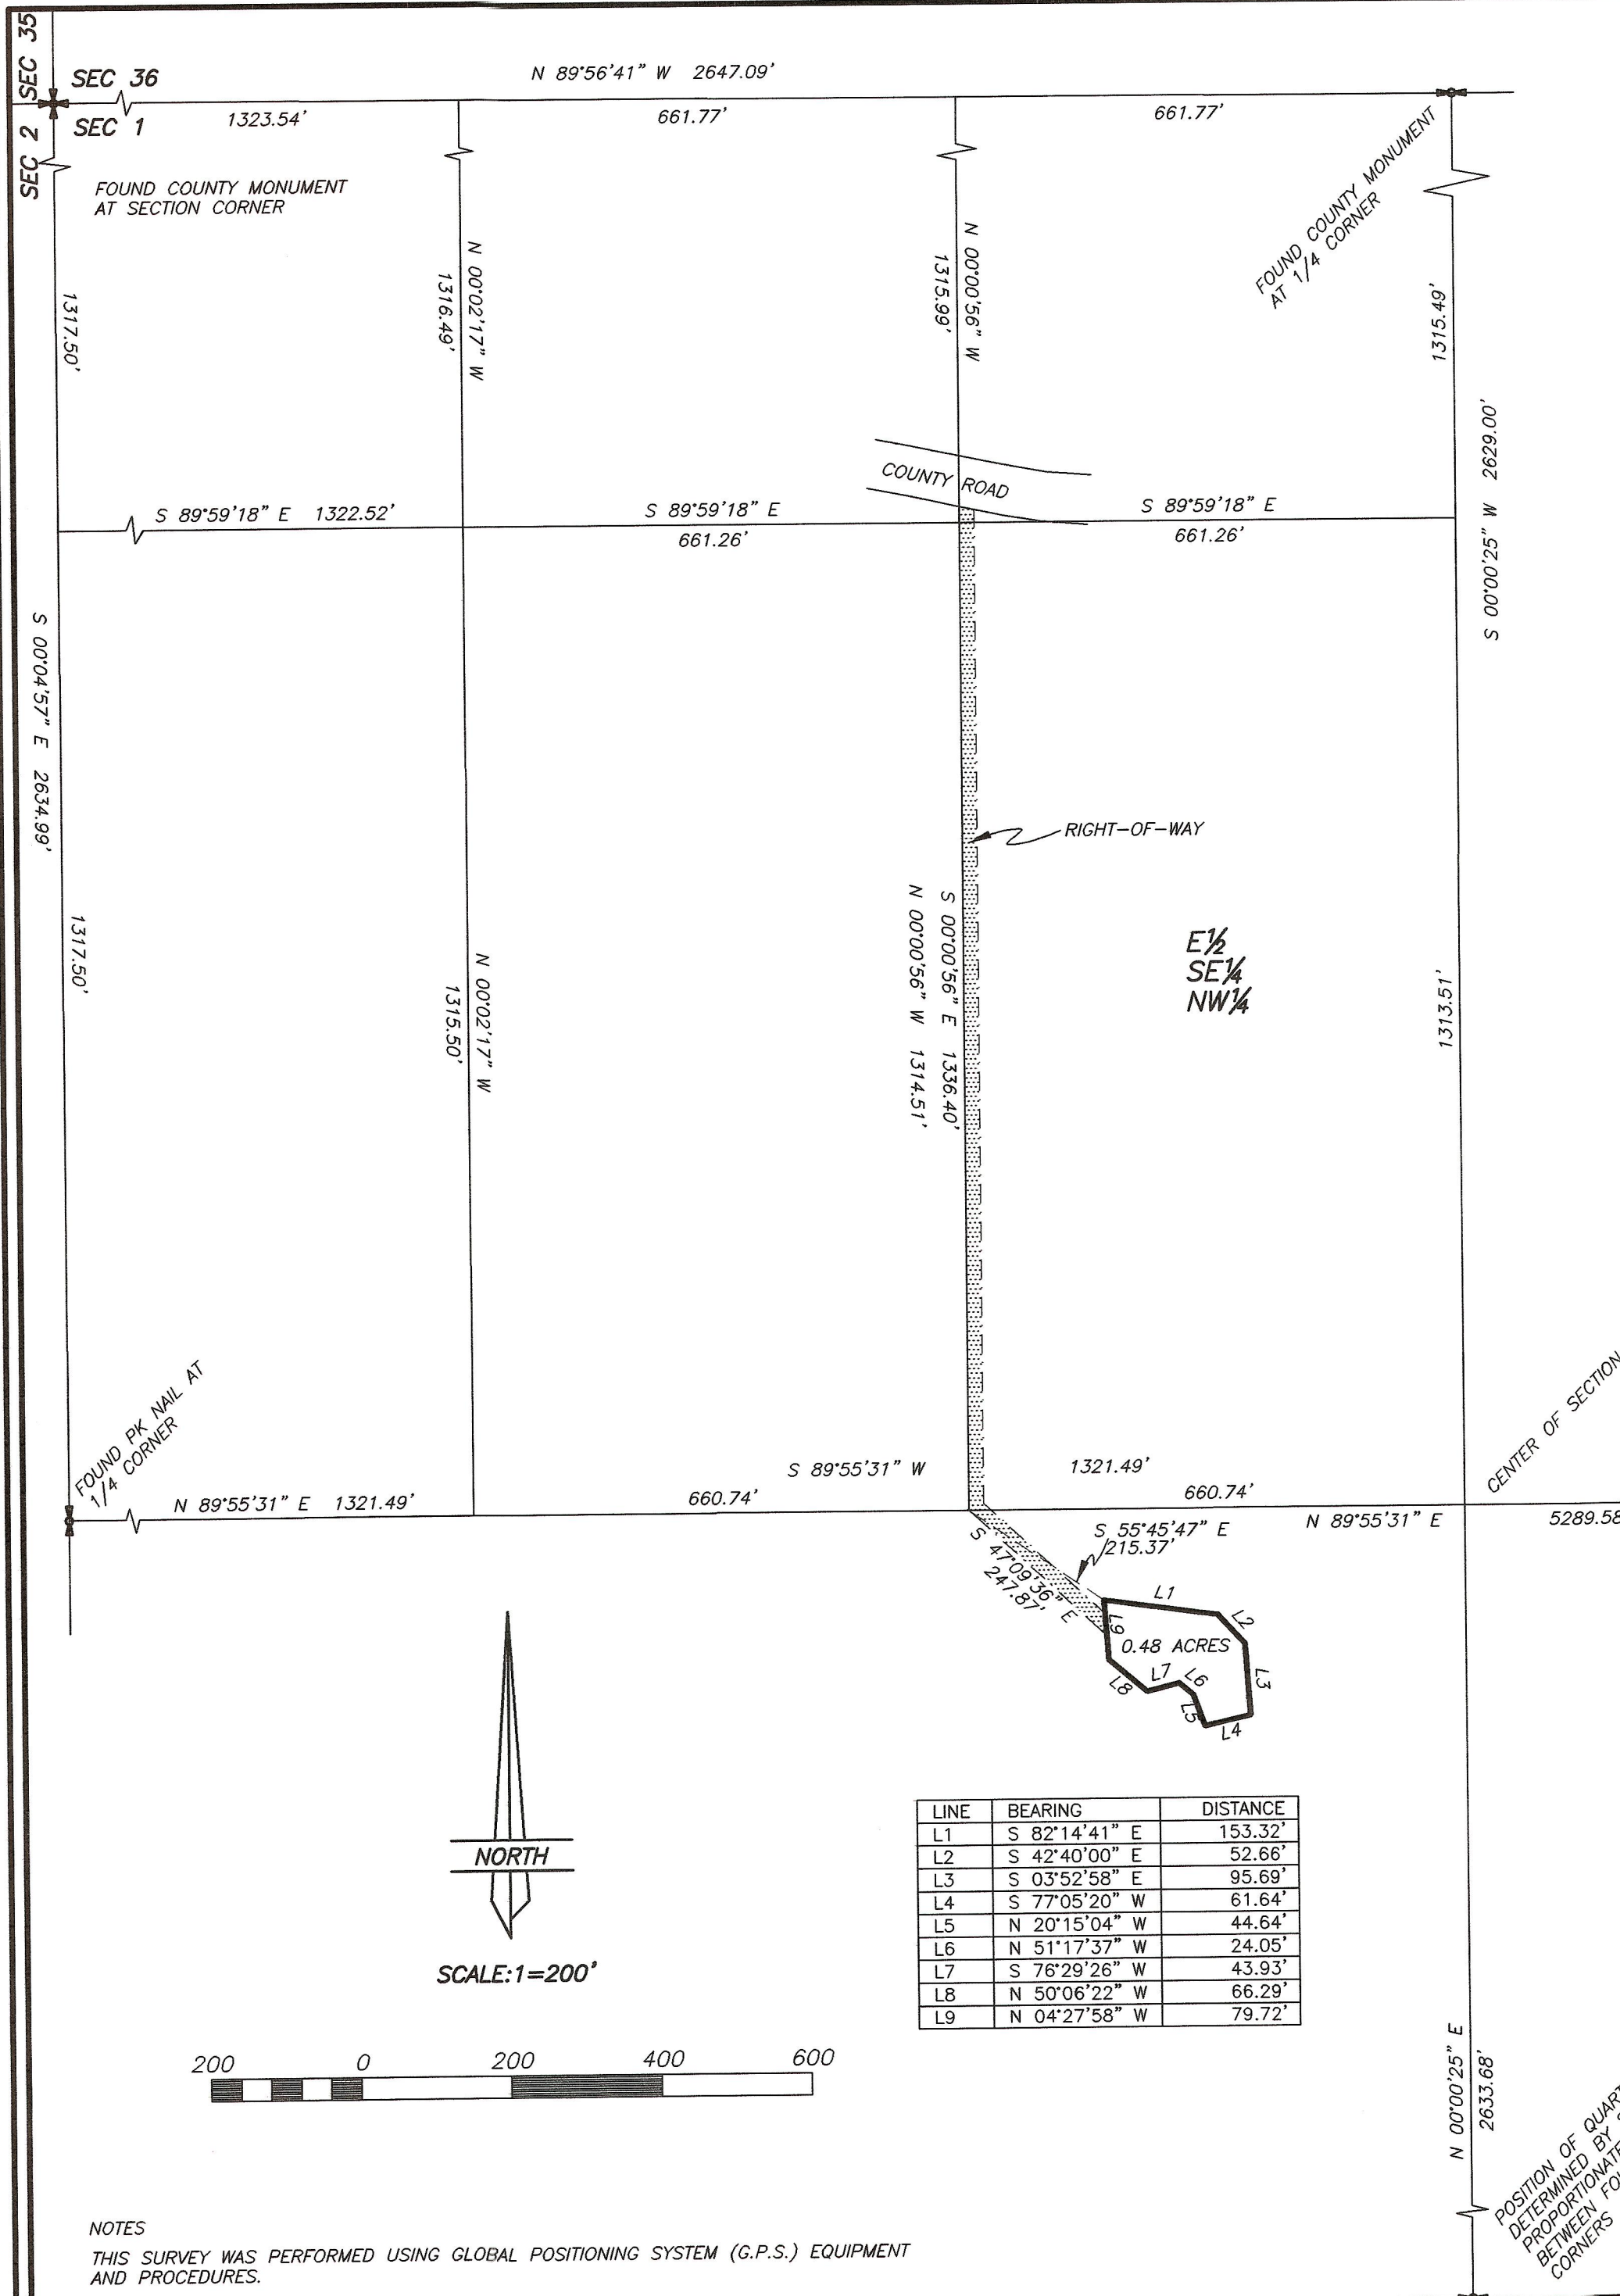 SEC 35
SEC 36
N 89°56'41" W 2647.09'
SEC 2
SEC 1
1323.54'
661.77'
661.77'
FOUND COUNTY MONUMENT
AT SECTION CORNER
FOUND COUNTY MONUMENT
AT 1/4 CORNER
1317.50'
N 00°02'17" W
1316.49'
N 00°00'56" W
1315.99'
1315.49'
S 00°00'25" W 2629.00'
COUNTY ROAD
S 89°59'18" E 1322.52'
S 89°59'18" E
661.26'
S 89°59'18" E
661.26'
S 00°04'57" E 2634.99'
RIGHT-OF-WAY
1317.50'
N 00°02'17" W
1315.50'
S 00°00'56" E 1336.40'
N 00°00'56" W 1314.51'
E½
SE¼
NW¼
1313.51'
FOUND PK NAIL AT
1/4 CORNER
CENTER OF SECTION
S 89°55'31" W
1321.49'
N 89°55'31" E 1321.49'
660.74'
660.74'
N 89°55'31" E
5289.58
S 55°45'47" E
215.37'
S 47°09'36" E
247.87'
L1
L2
L9
0.48 ACRES
L3
L7
L6
L8
L5
L4
NORTH
SCALE:1=200'
LINE BEARING DISTANCE
L1 S 82°14'41" E 153.32'
L2 S 42°40'00" E 52.66'
L3 S 03°52'58" E 95.69'
L4 S 77°05'20" W 61.64'
L5 N 20°15'04" W 44.64'
L6 N 51°17'37" W 24.05'
L7 S 76°29'26" W 43.93'
L8 N 50°06'22" W 66.29'
L9 N 04°27'58" W 79.72'
200 0 200 400 600
N 00°00'25" E
2633.68'
POSITION OF
DETERMINED BY
BETWEEN
CORNERS
NOTES
THIS SURVEY WAS PERFORMED USING GLOBAL POSITIONING SYSTEM (G.P.S.) EQUIPMENT
AND PROCEDURES.